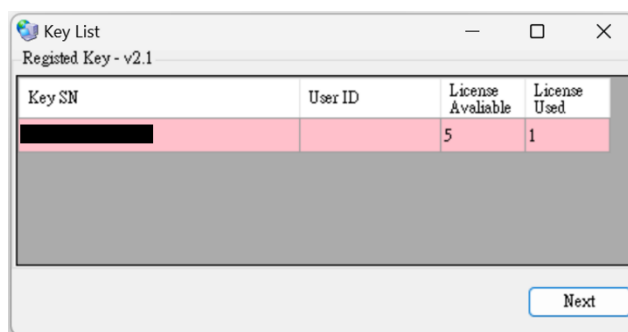 Key List
Registed Key - v2.1
Key SN User ID License Avaliable License Used
5 1
Next